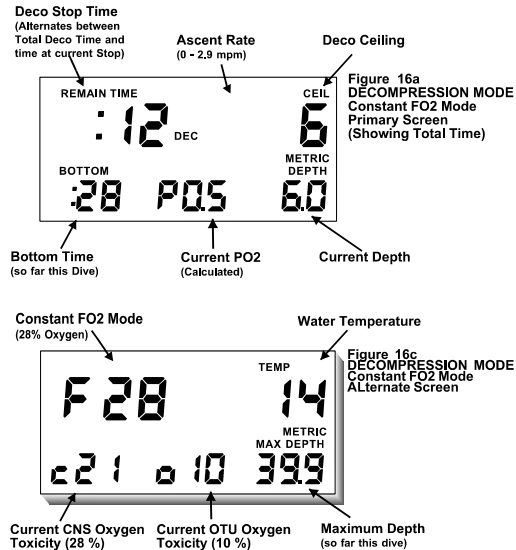 Deco Stop Time
(Alternates between
Total Deco Time and
time at current Stop)
Ascent Rate
(0 - 2,9 mpm)
Deco Ceiling
REMAIN TIME
:12 DEC
CEIL
6
BOTTOM
:28
PO.5
METRIC
DEPTH
6.0
Figure 16a
DECOMPRESSION MODE
Constant FO2 Mode
Primary Screen
(Showing Total Time)
Bottom Time
(so far this Dive)
Current PO2
(Calculated)
Current Depth
Constant FO2 Mode
(28% Oxygen)
Water Temperature
F 28
TEMP
14
c21
o 10
METRIC
MAX DEPTH
39.9
Figure 16c
DECOMPRESSION MODE
Constant FO2 Mode
ALternate Screen
Current CNS Oxygen
Toxicity (28 %)
Current OTU Oxygen
Toxicity (10 %)
Maximum Depth
(so far this dive)